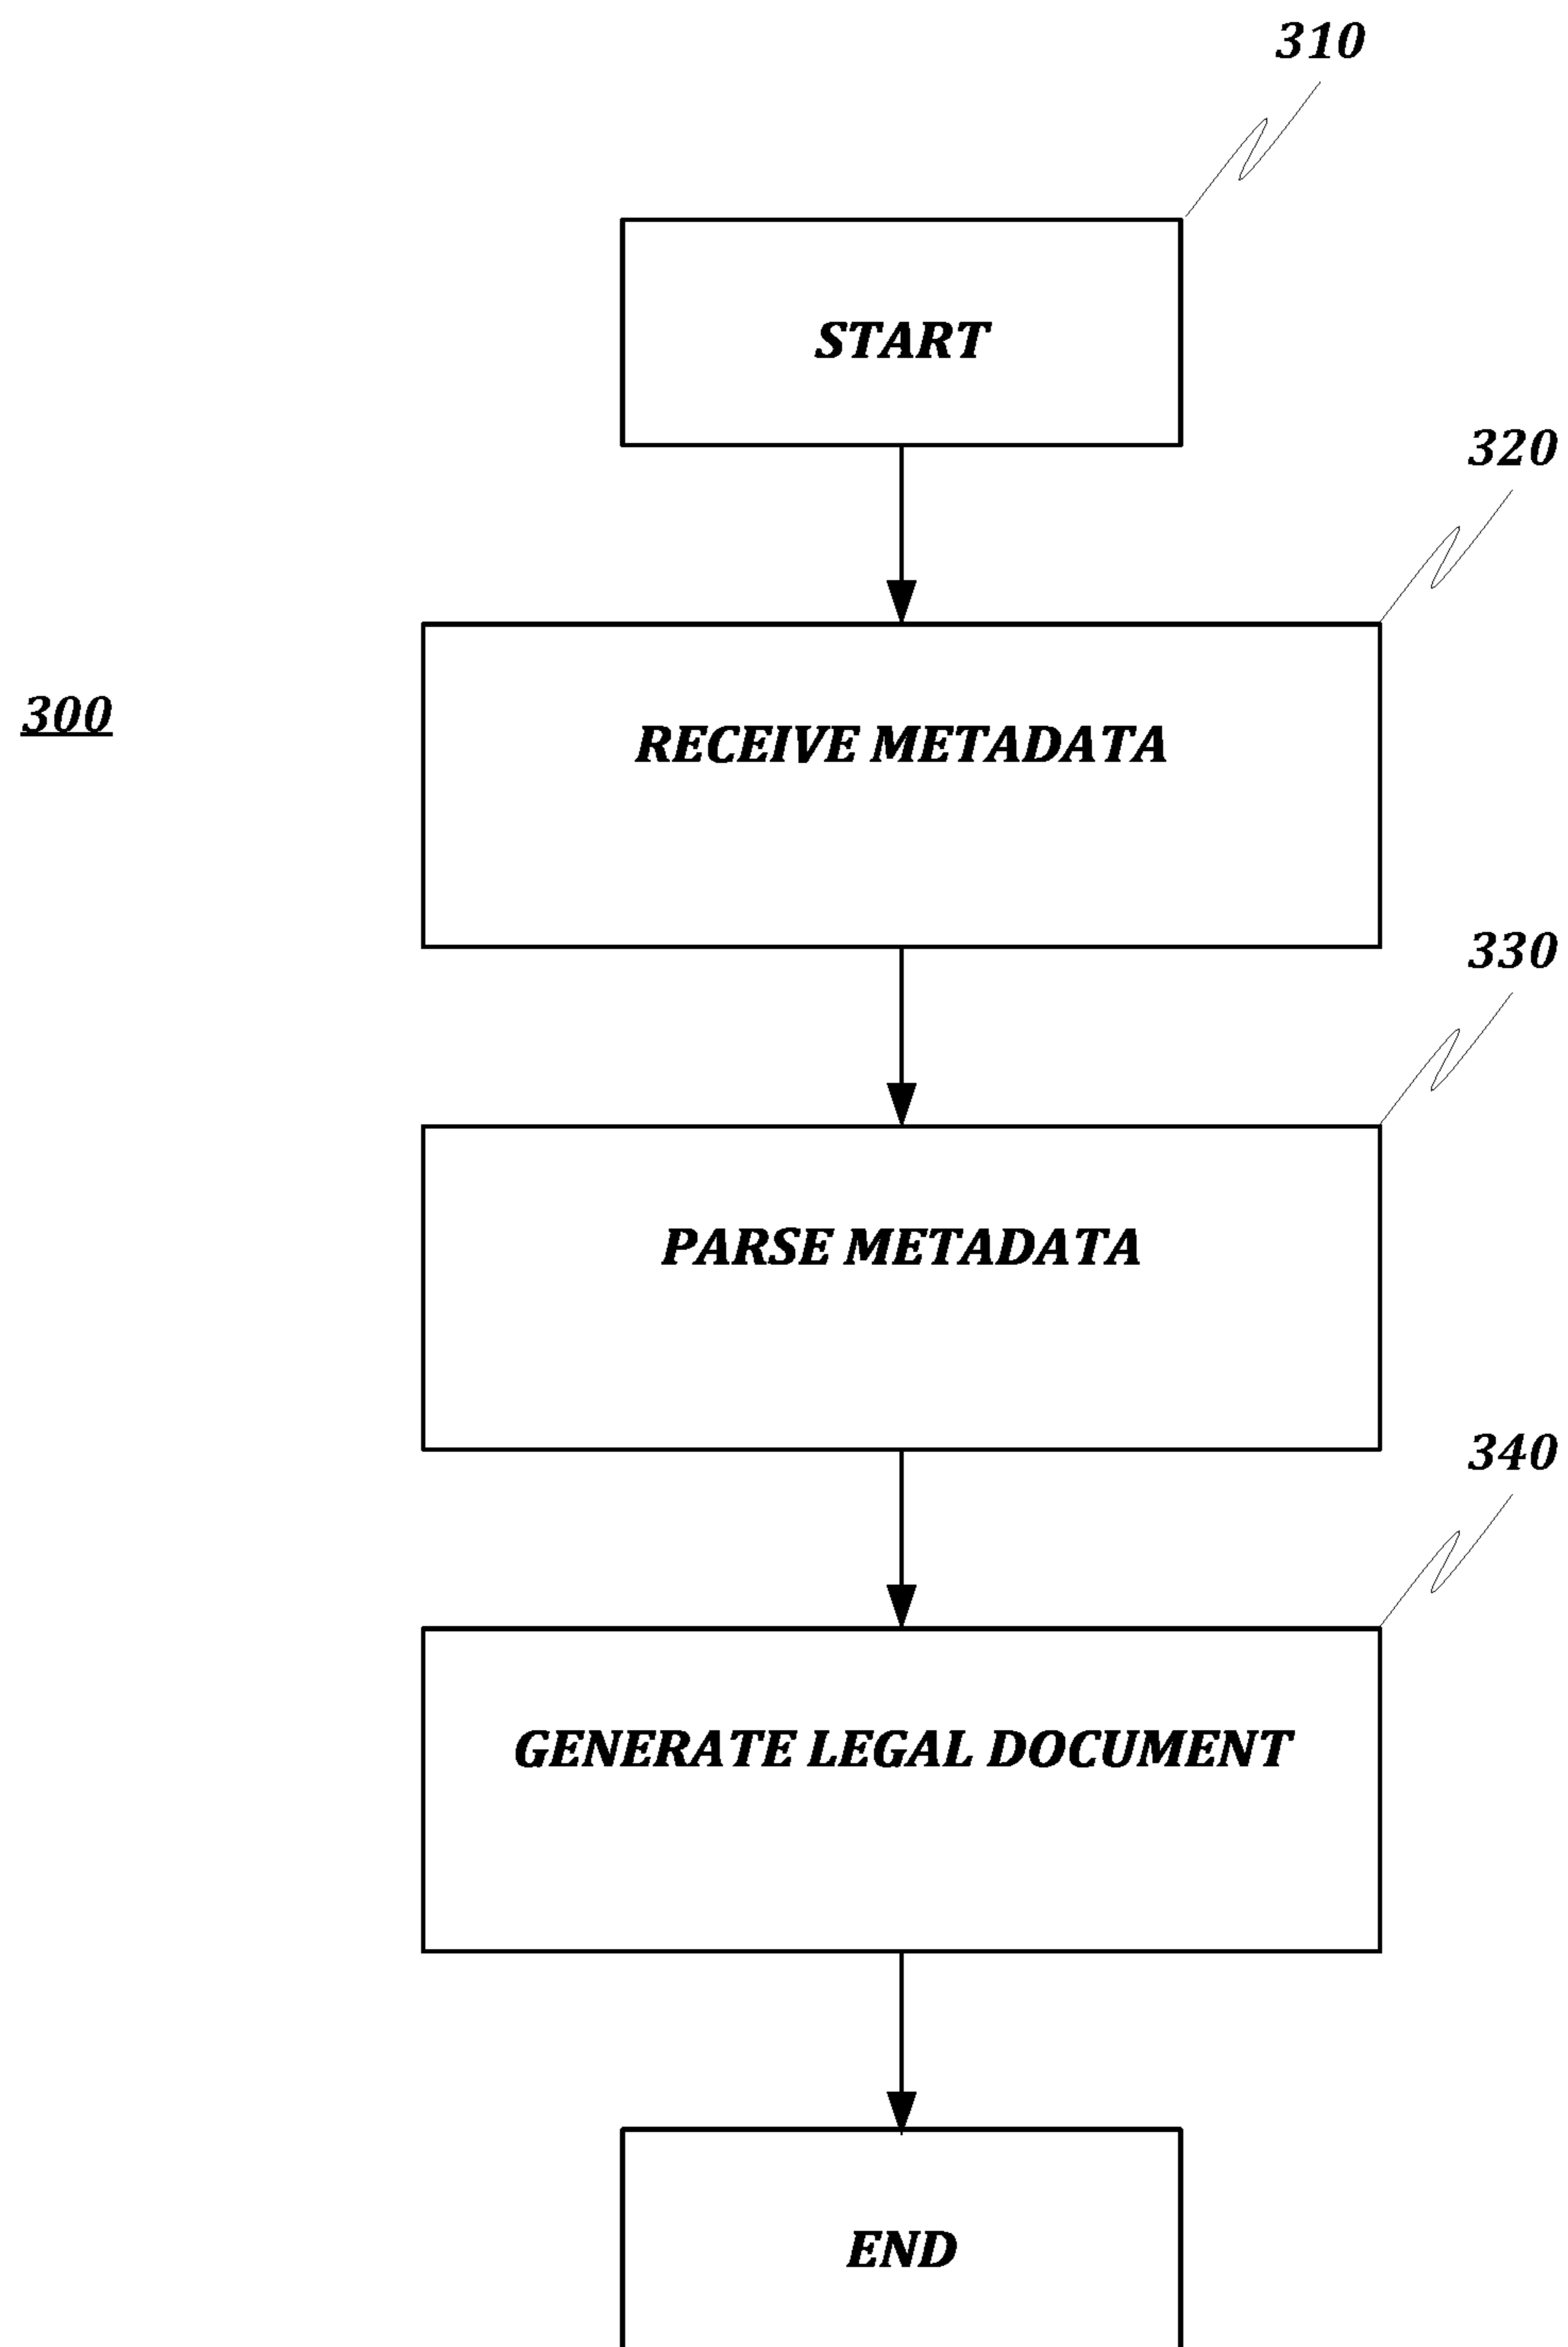 310
START
320
300
RECEIVE METADATA
330
PARSE METADATA
340
GENERATE LEGAL DOCUMENT
END